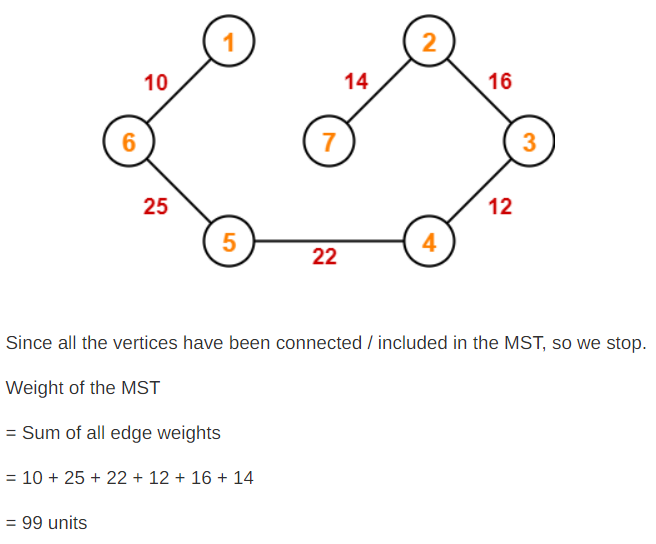 1
2
10
14
16
6
7
3
25
12
5
4
22
Since all the vertices have been connected / included in the MST, so we stop.
Weight of the MST
= Sum of all edge weights
= 10 + 25 + 22 + 12 + 16 + 14
= 99 units